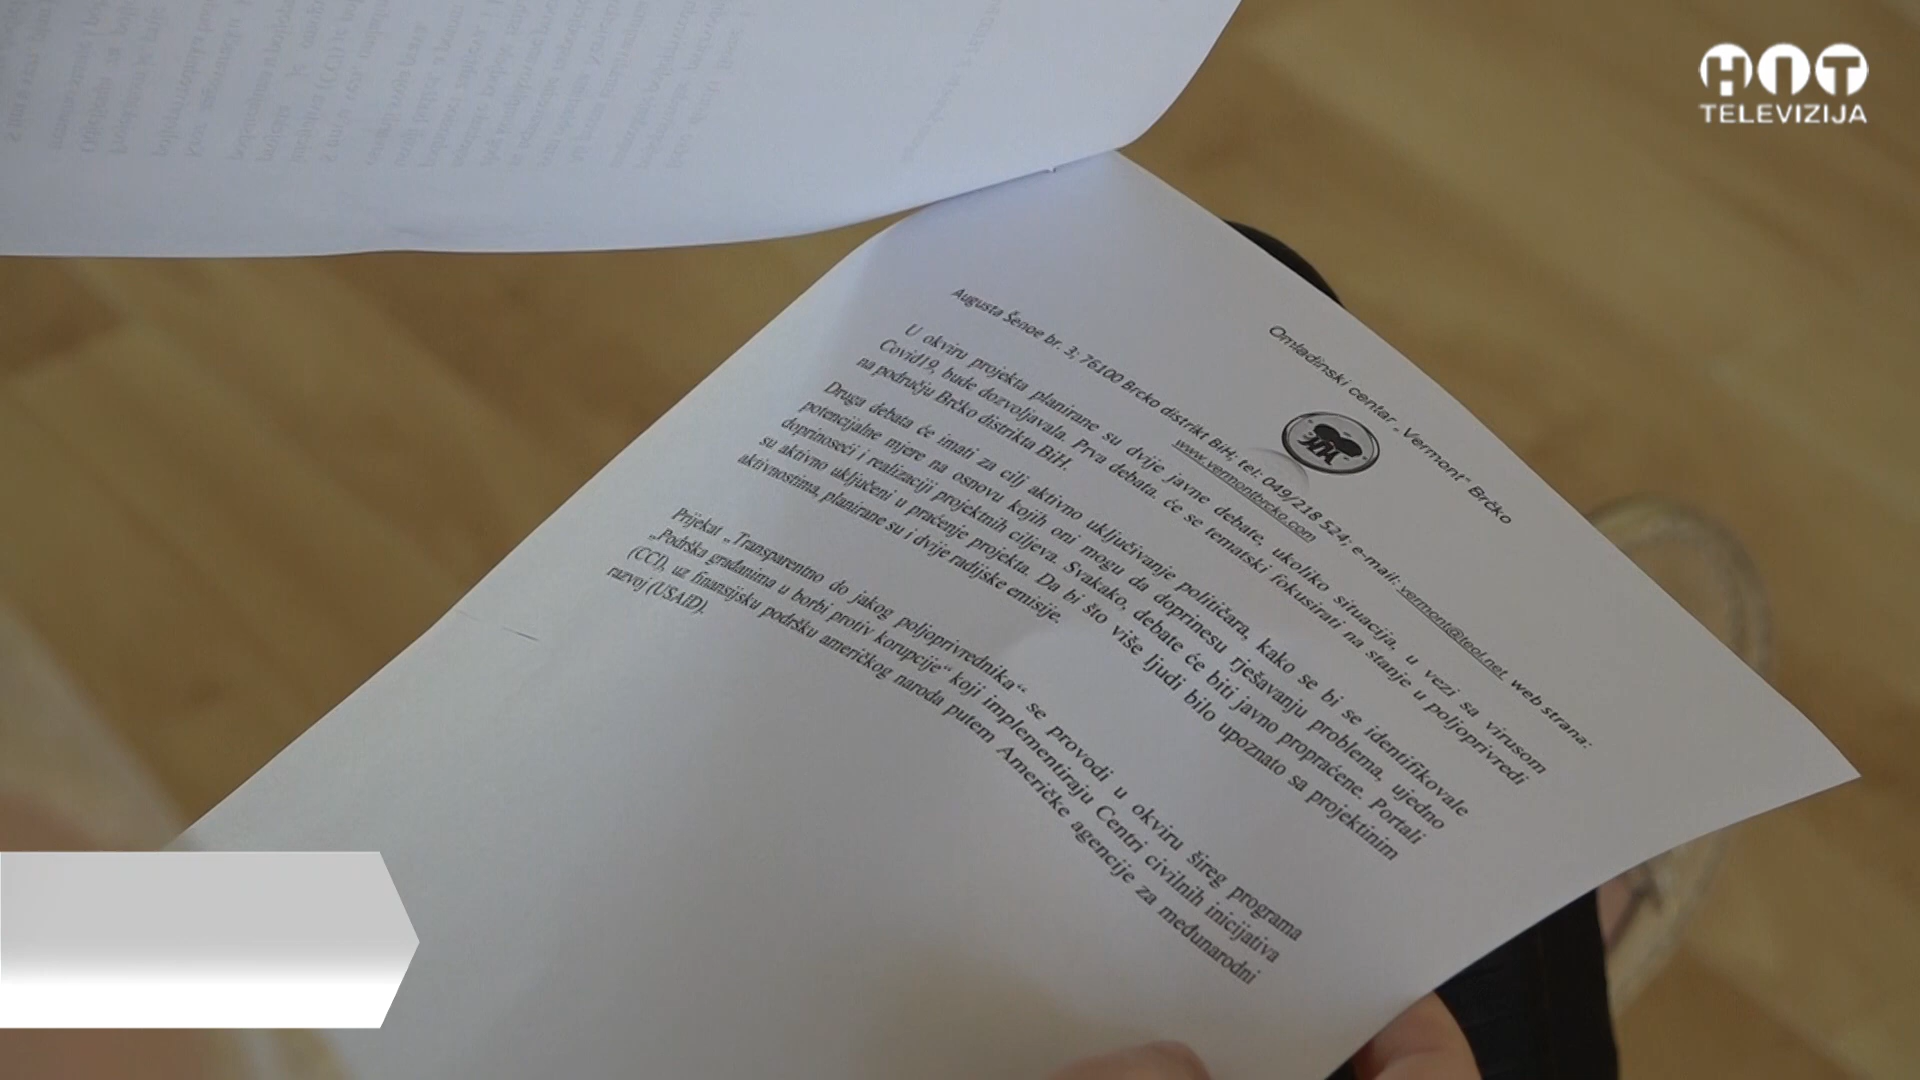 HIT
TELEVIZIJA
Omladinski centar „Vermont“ Brčko
Augusta Šenoe br. 3; 76100 Brcko distrikt BiH; tel: 049/218 524; e-mail: vermont@teol.net web strana:
www.vermontbrcko.com
U okviru projekta planirane su dvije javne debate, ukoliko situacija, u vezi sa virusom
Covid19, bude dozvoljavala. Prva debata. će se tematski fokusirati na stanje u poljoprivredi
na području Brčko distrikta BiH.
Druga debata će imati za cilj aktivno uključivanje političara, kako se bi se identifikovale
potencijalne mjere na osnovu kojih oni mogu da doprinesu rješavanju problema, ujedno
doprinoseći i realizaciji projektnih ciljeva. Svakako, debate će biti javno propraćene. Portali
su aktivno uključeni u praćenje projekta. Da bi što više ljudi bilo upoznato sa projektinim
aktivnostima, planirane su i dvije radijske emisije.
Prijekat „Transparentno do jakog poljoprivrednika“ se provodi u okviru šireg programa
„Podrška građanima u borbi protiv korupcije“ koji implementiraju Centri civilnih inicijativa
(CCI), uz finansijsku podršku američkog naroda putem Američke agencije za međunarodni
razvoj (USAID).